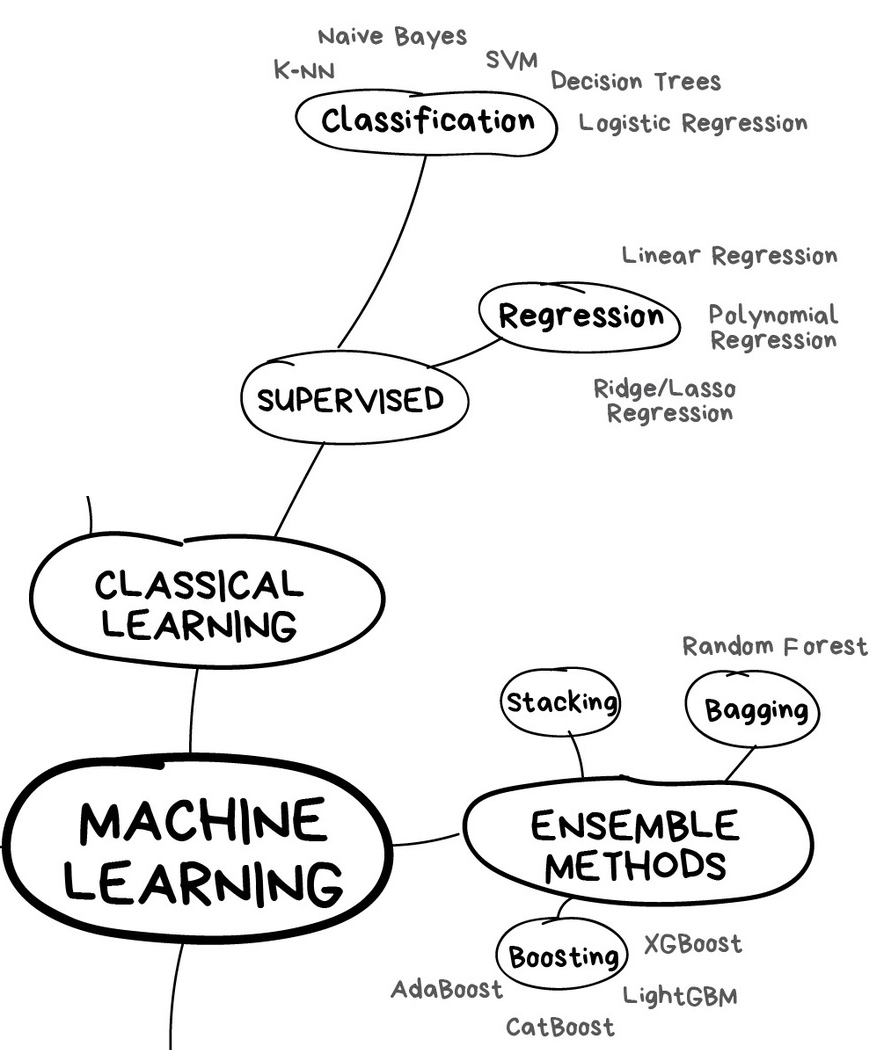 Naive Bayes
K-NN
SVM
Decision Trees
Classification
Logistic Regression
Linear Regression
Regression
Polynomial
Regression
Ridge/Lasso
Regression
SUPERVISED
CLASSICAL
LEARNING
Random Forest
Stacking
Bagging
MACHINE
LEARNING
ENSEMBLE
METHODS
Boosting
XGBoost
AdaBoost
LightGBM
CatBoost